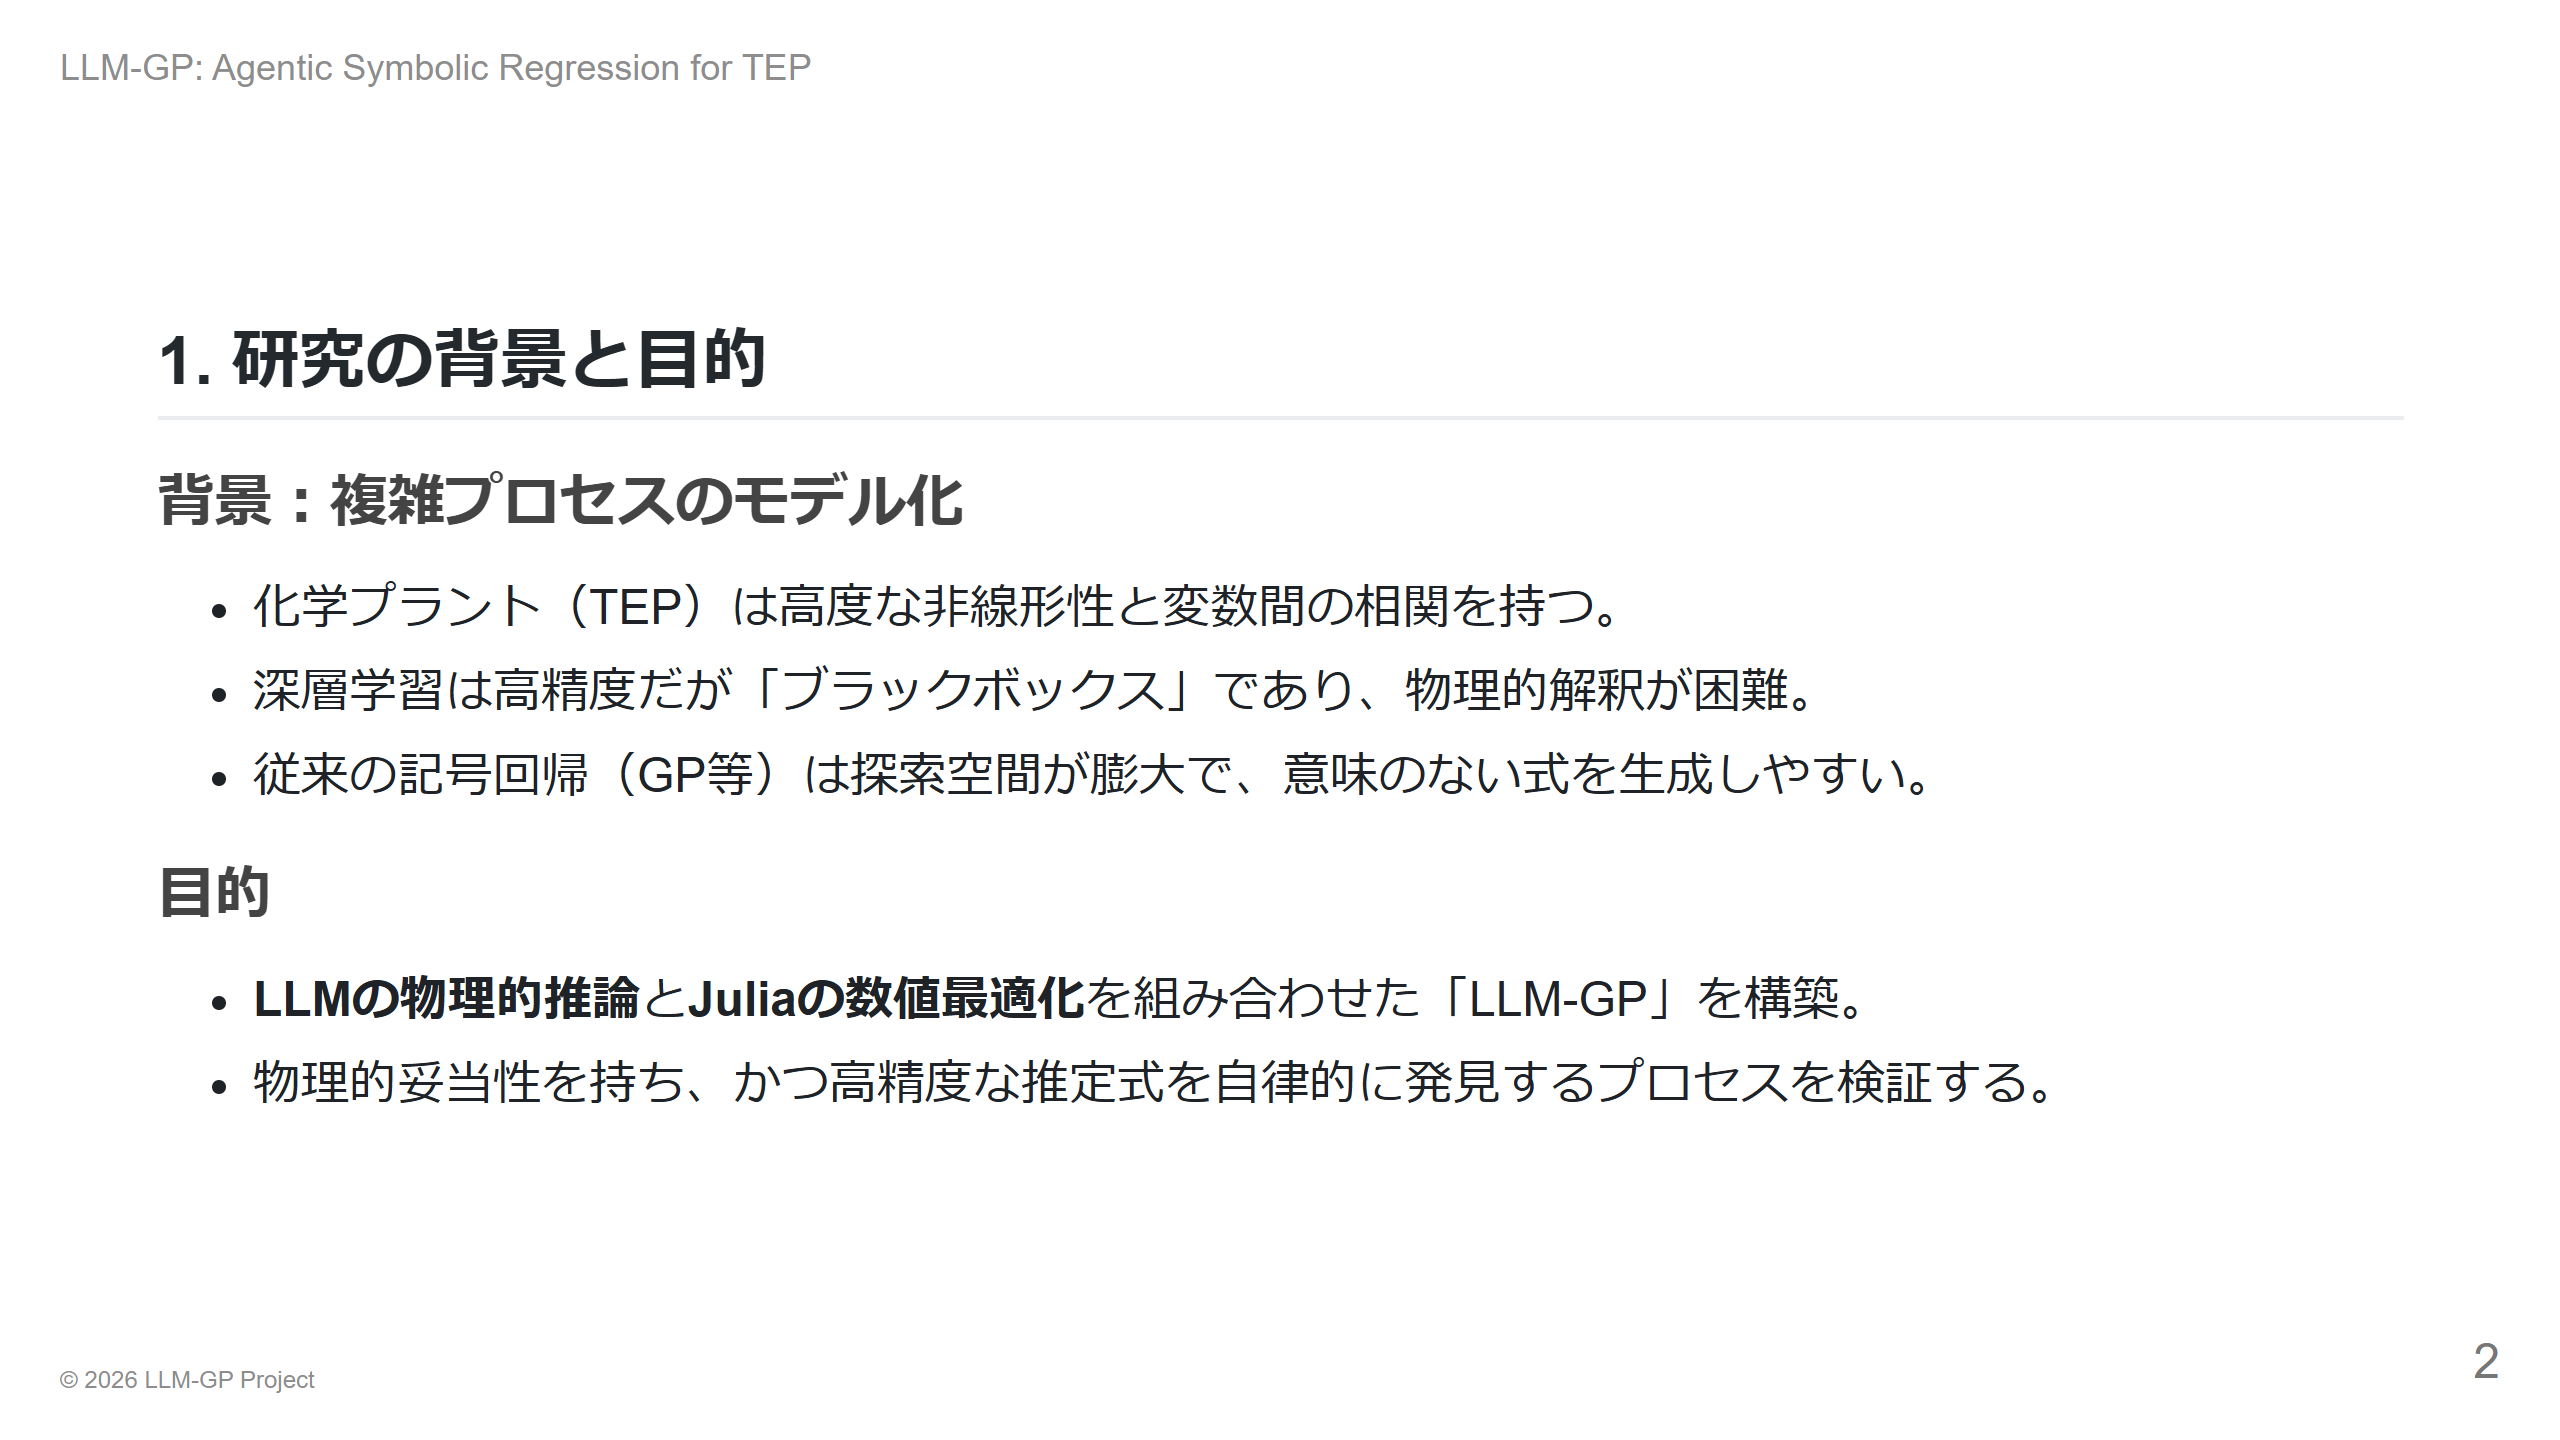 LLM-GP: Agentic Symbolic Regression for TEP
1. 研究の背景と目的
背景：複雑プロセスのモデル化
• 化学プラント（TEP）は高度な非線形性と変数間の相関を持つ。
• 深層学習は高精度だが「ブラックボックス」であり、物理的解釈が困難。
• 従来の記号回帰（GP等）は探索空間が膨大で、意味のない式を生成しやすい。
目的
• LLMの物理的推論とJuliaの数値最適化を組み合わせた「LLM-GP」を構築。
• 物理的妥当性を持ち、かつ高精度な推定式を自律的に発見するプロセスを検証する。
© 2026 LLM-GP Project
2